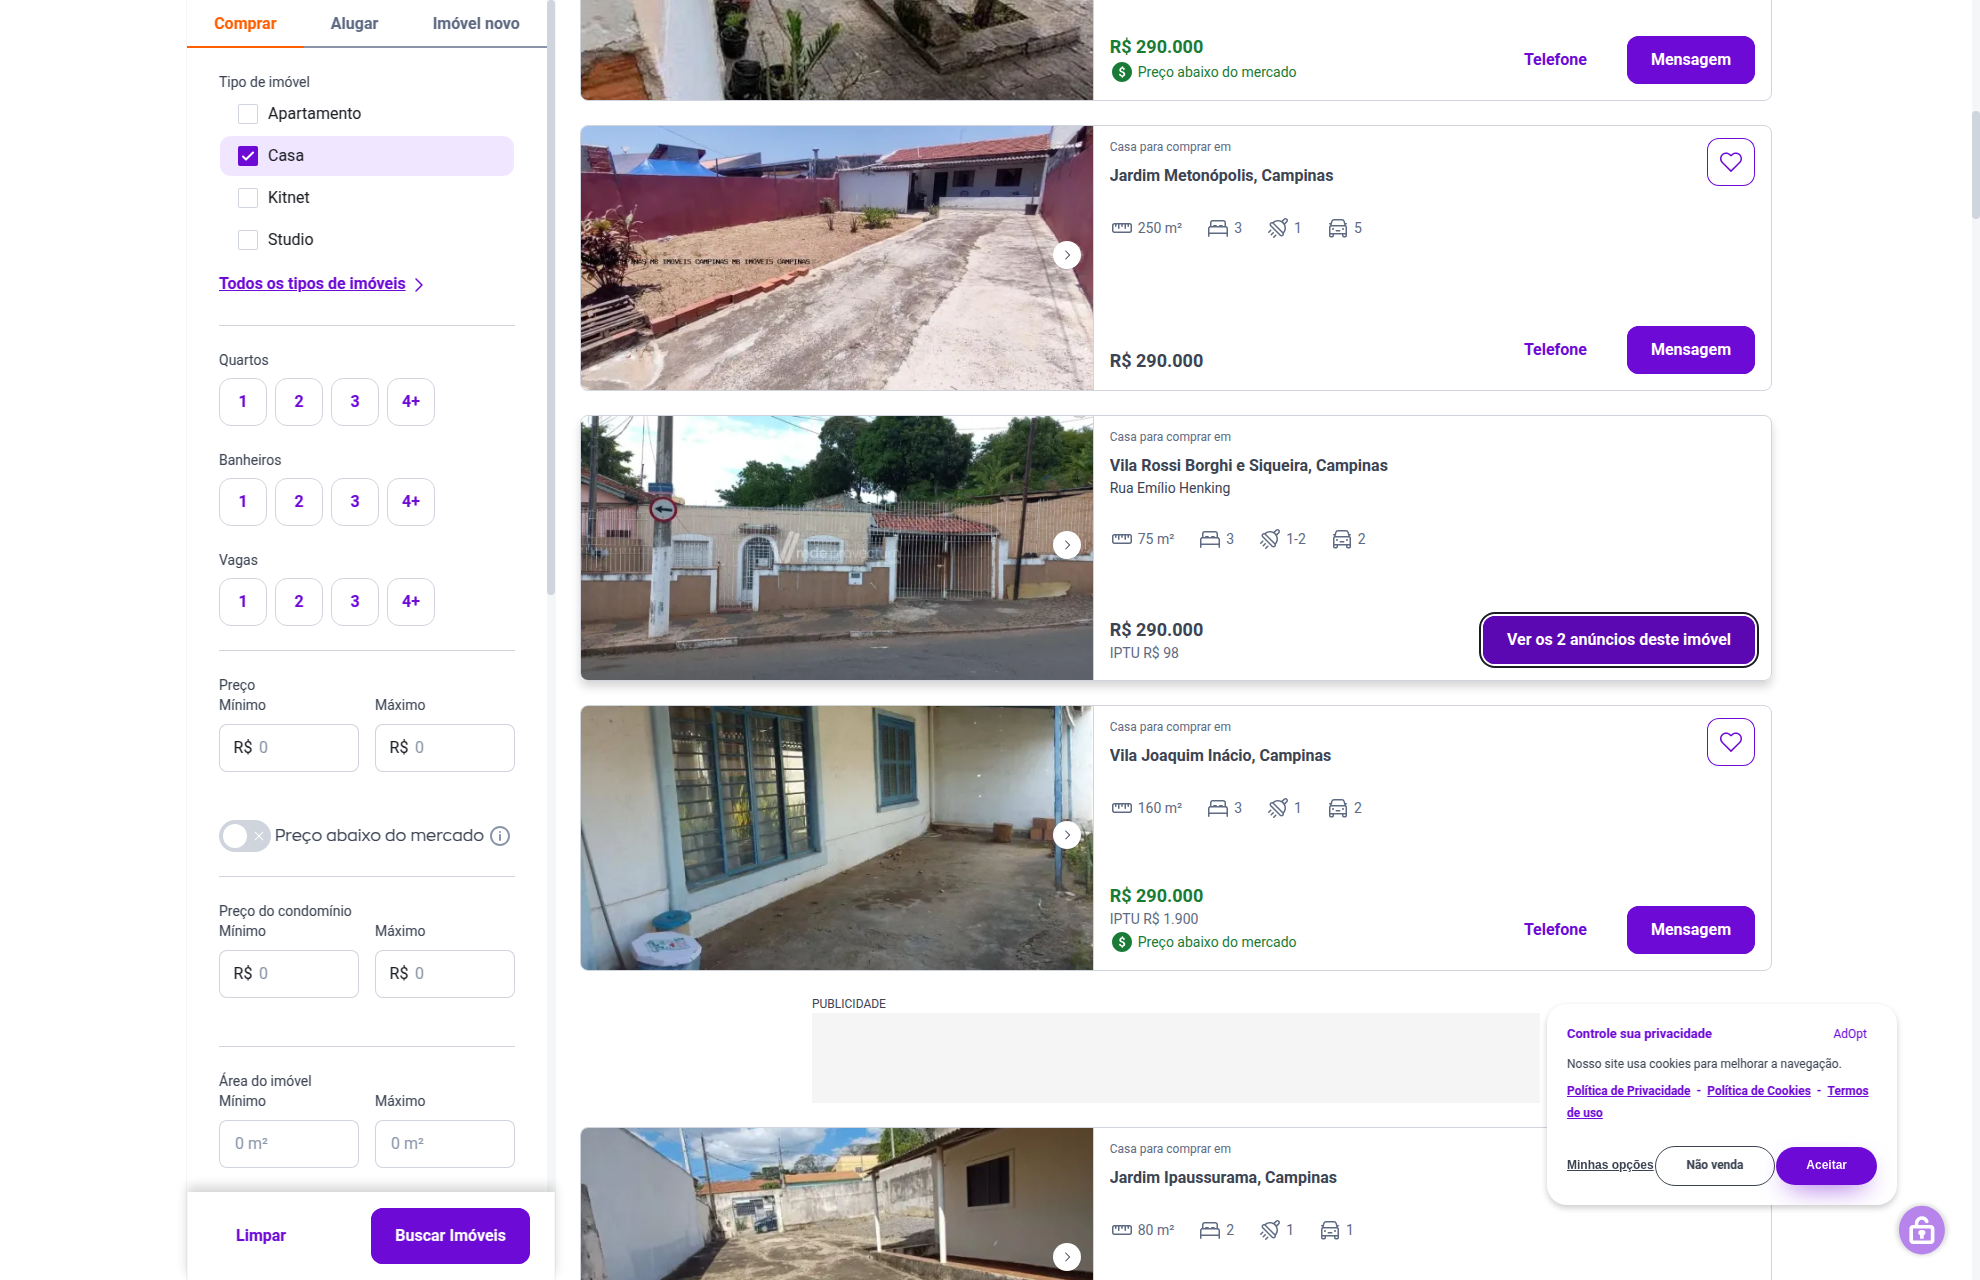 Comprar
Alugar
Imóvel novo
Tipo de imóvel
Apartamento
Casa
Kitnet
Studio
Todos os tipos de imóveis
Quartos
1
2
3
4+
Banheiros
1
2
3
4+
Vagas
1
2
3
4+
Preço
Mínimo
Máximo
R$ 0
R$ 0
Preço abaixo do mercado
Preço do condomínio
Mínimo
Máximo
R$ 0
R$ 0
Área do imóvel
Mínimo
Máximo
0 m²
0 m²
Limpar
Buscar Imóveis
R$ 290.000
Preço abaixo do mercado
Telefone
Mensagem
Casa para comprar em
Jardim Metonópolis, Campinas
250 m²
3
1
5
R$ 290.000
Telefone
Mensagem
Casa para comprar em
Vila Rossi Borghi e Siqueira, Campinas
Rua Emílio Henking
75 m²
3
1-2
2
R$ 290.000
IPTU R$ 98
Ver os 2 anúncios deste imóvel
Casa para comprar em
Vila Joaquim Inácio, Campinas
160 m²
3
1
2
R$ 290.000
IPTU R$ 1.900
Preço abaixo do mercado
Telefone
Mensagem
PUBLICIDADE
Casa para comprar em
Jardim Ipaussurama, Campinas
80 m²
2
1
1
Controle sua privacidade
AdOpt
Nosso site usa cookies para melhorar a navegação.
Política de Privacidade - Política de Cookies - Termos
de uso
Minhas opções
Não venda
Aceitar